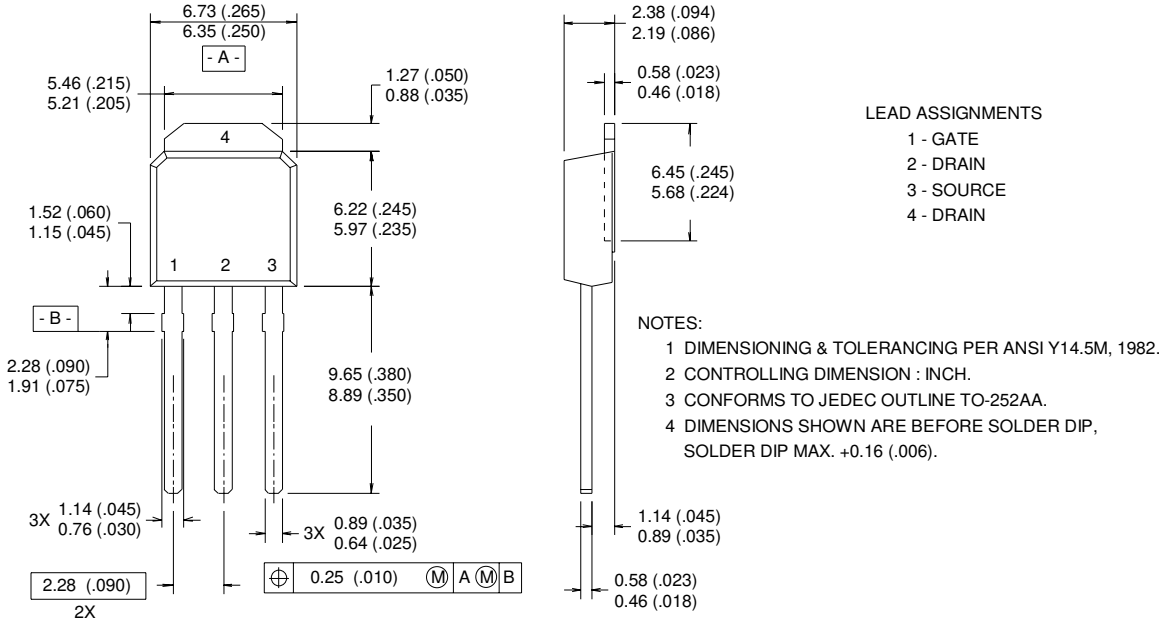 6.73 (.265)
6.35 (.250)
- A -
5.46 (.215)
5.21 (.205)
1.27 (.050)
0.88 (.035)
4
1.52 (.060)
1.15 (.045)
6.22 (.245)
5.97 (.235)
1 2 3
- B -
2.28 (.090)
1.91 (.075)
9.65 (.380)
8.89 (.350)
3X 1.14 (.045)
0.76 (.030)
3X 0.89 (.035)
0.64 (.025)
2.28 (.090)
2X
⌖ 0.25 (.010) Ⓜ A Ⓜ B
2.38 (.094)
2.19 (.086)
0.58 (.023)
0.46 (.018)
6.45 (.245)
5.68 (.224)
1.14 (.045)
0.89 (.035)
0.58 (.023)
0.46 (.018)
LEAD ASSIGNMENTS
1 - GATE
2 - DRAIN
3 - SOURCE
4 - DRAIN
NOTES:
1 DIMENSIONING & TOLERANCING PER ANSI Y14.5M, 1982.
2 CONTROLLING DIMENSION : INCH.
3 CONFORMS TO JEDEC OUTLINE TO-252AA.
4 DIMENSIONS SHOWN ARE BEFORE SOLDER DIP,
SOLDER DIP MAX. +0.16 (.006).